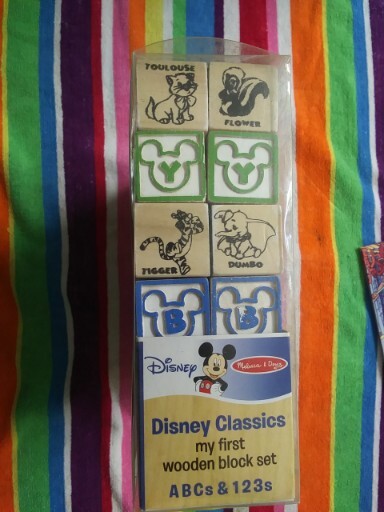 TOULOUSE
FLOWER
Y
Y
TIGGER
DUMBO
B
B
Disney
Melissa & Doug
Disney Classics
my first
wooden block set
ABCs & 123s